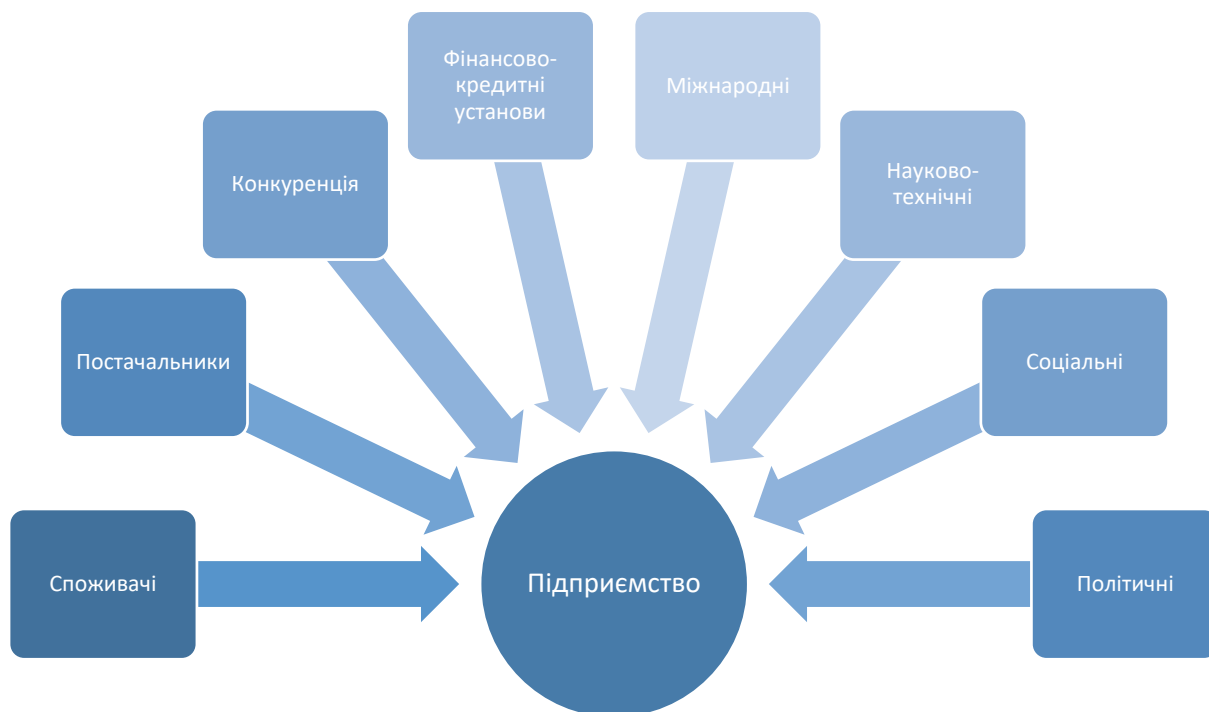 Фінансово-
кредитні
установи
Міжнародні
Конкуренція
Науково-
технічні
Постачальники
Соціальні
Споживачі
Підприємство
Політичні